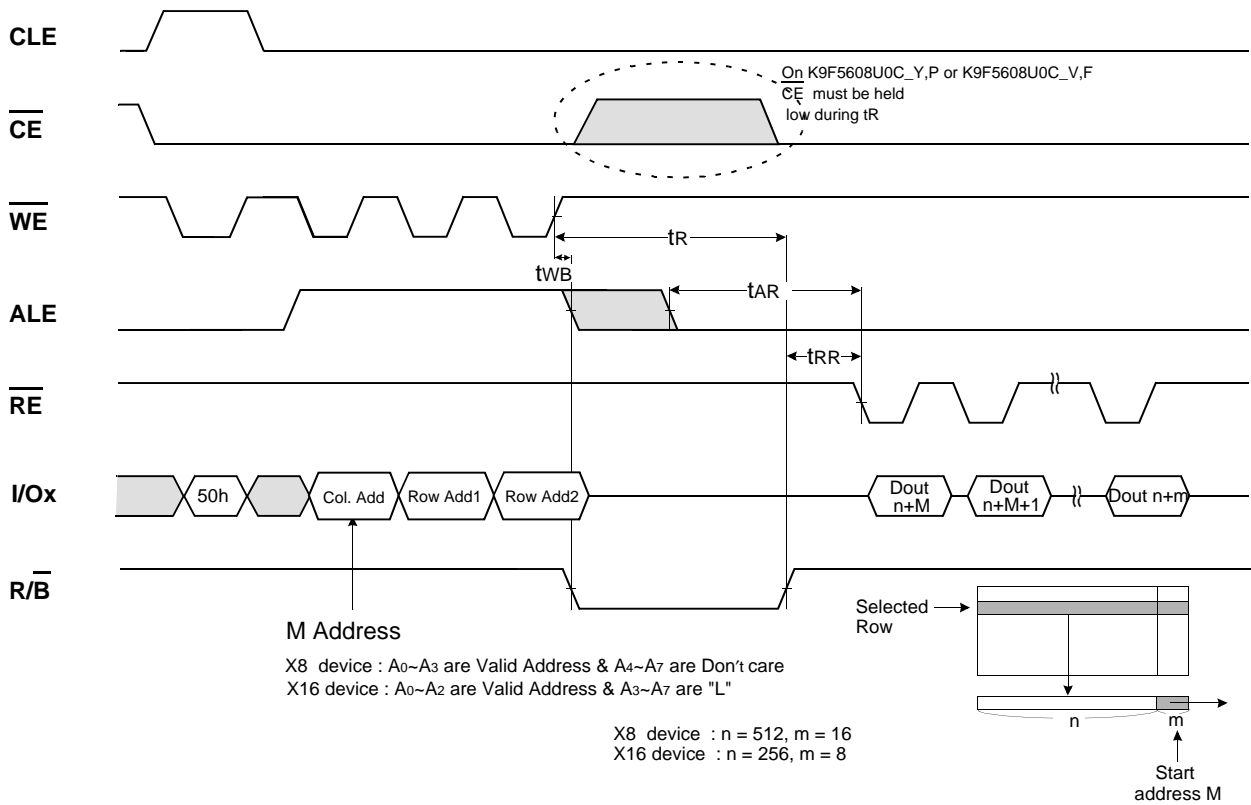 CLE
On K9F5608U0C_Y,P or K9F5608U0C_V,F
CE must be held
low during tR
CE
WE
tR
tWB
tAR
ALE
tRR
RE
I/Ox
50h
Col. Add
Row Add1
Row Add2
Dout
n+M
Dout
n+M+1
Dout n+m
R/B
M Address
X8 device : A0~A3 are Valid Address & A4~A7 are Don't care
X16 device : A0~A2 are Valid Address & A3~A7 are "L"
Selected
Row
n
m
X8 device : n = 512, m = 16
X16 device : n = 256, m = 8
Start
address M